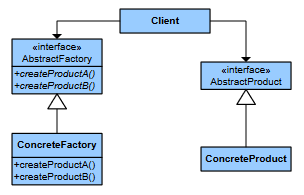 Client
«interface»
AbstractFactory
+createProductA()
+createProductB()
«interface»
AbstractProduct
ConcreteFactory
+createProductA()
+createProductB()
ConcreteProduct